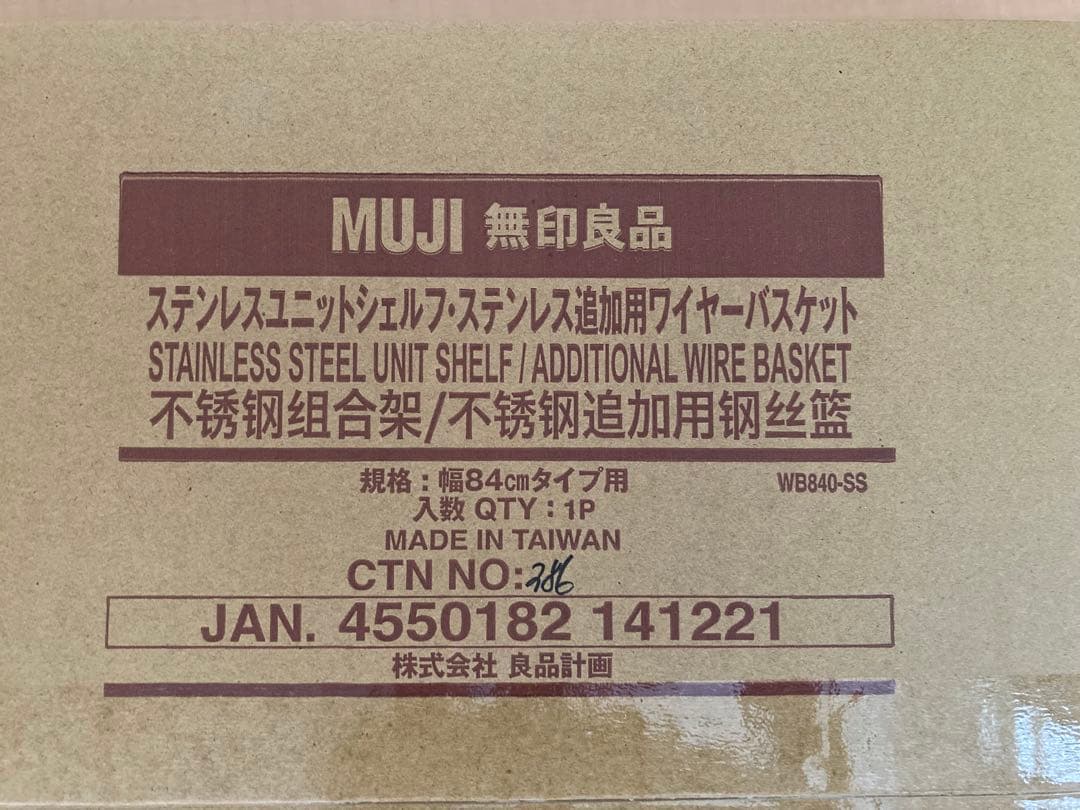 MUJI 無印良品
ステンレスユニットシェルフ・ステンレス追加用ワイヤーバスケット
STAINLESS STEEL UNIT SHELF / ADDITIONAL WIRE BASKET
不锈钢组合架/不锈钢追加用钢丝篮
規格：幅84cmタイプ用 WB840-SS
入数 QTY：1P
MADE IN TAIWAN
CTN NO:386
JAN. 4550182 141221
株式会社 良品計画